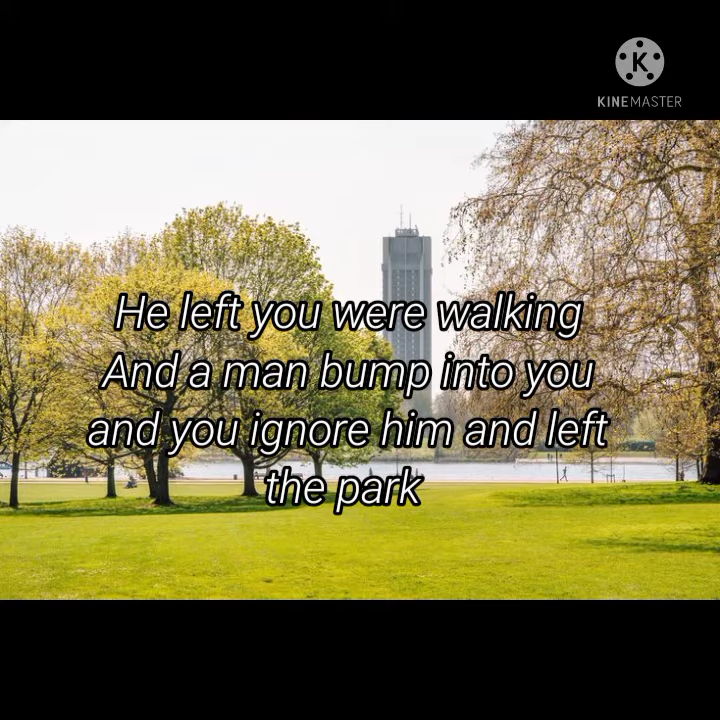 K
KINEMASTER
He left you were walking
And a man bump into you
and you ignore him and left
the park